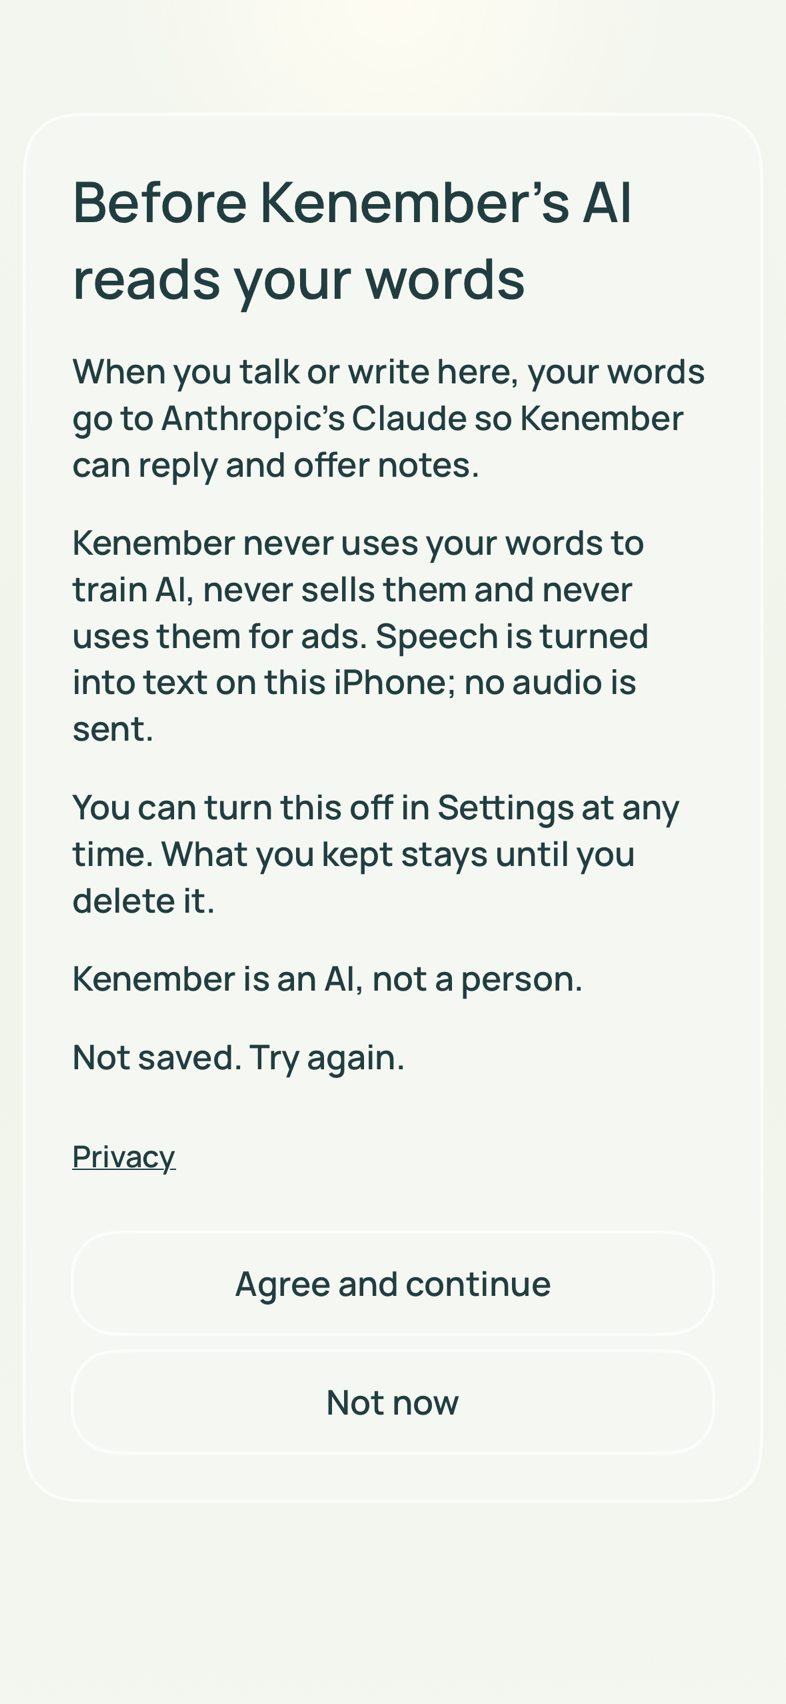 Before Kenember’s AI
reads your words
When you talk or write here, your words
go to Anthropic’s Claude so Kenember
can reply and offer notes.
Kenember never uses your words to
train AI, never sells them and never
uses them for ads. Speech is turned
into text on this iPhone; no audio is
sent.
You can turn this off in Settings at any
time. What you kept stays until you
delete it.
Kenember is an AI, not a person.
Not saved. Try again.
Privacy
Agree and continue
Not now